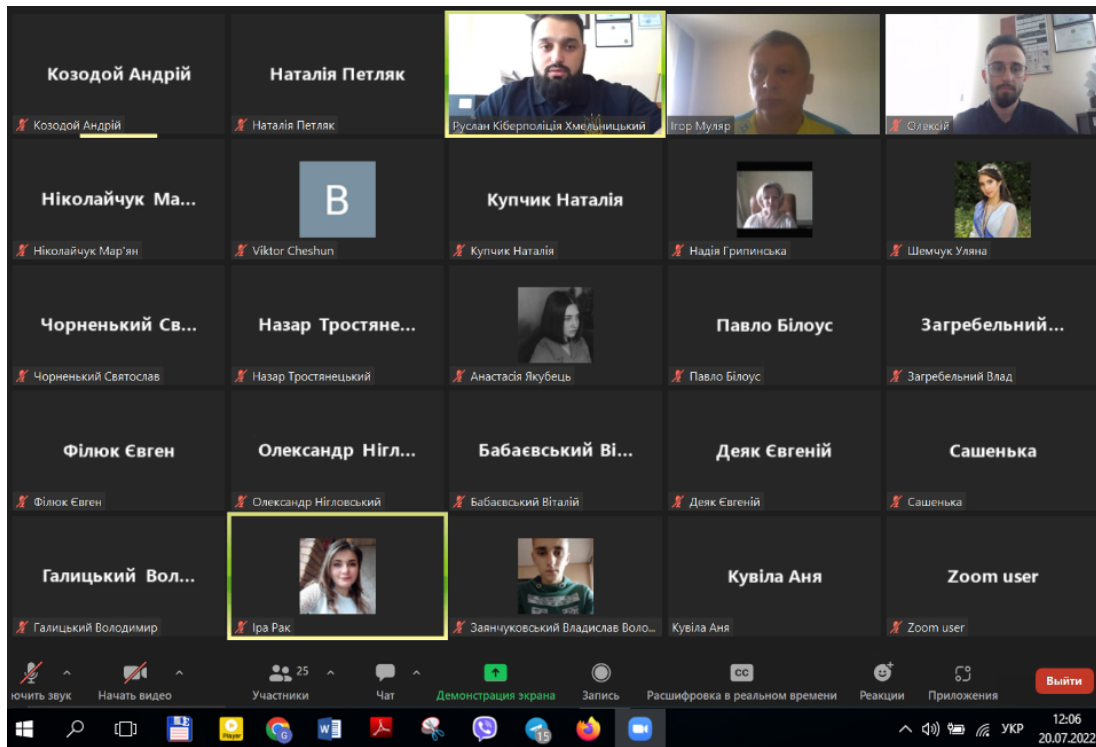 Козодой Андрій
Козодой Андрій
Наталія Петляк
Наталія Петляк
Руслан Кіберполіція Хмельницький
Ігор Муляр
Олексій
Ніколайчук Ма...
Ніколайчук Мар'ян
B
Viktor Cheshun
Купчик Наталія
Купчик Наталія
Надія Грипинська
Шемчук Уляна
Чорненький Св...
Чорненький Святослав
Назар Тростяне...
Назар Тростянецький
Анастасія Якубець
Павло Білоус
Павло Білоус
Загребельний...
Загребельний Влад
Філюк Євген
Філюк Євген
Олександр Нігл...
Олександр Нігловський
Бабаєвський Ві...
Бабаєвський Віталій
Деяк Євгеній
Деяк Євгеній
Сашенька
Сашенька
Галицький Вол...
Галицький Володимир
Іра Рак
Заянчуковський Владислав Воло...
Кувіла Аня
Кувіла Аня
Zoom user
Zoom user
ючить звук
Начать видео
25
Участники
Чат
Демонстрация экрана
Запись
CC
Расшифровка в реальном времени
Реакции
Приложения
Выйти
Player
G
W
15
УКР
12:06
20.07.2022